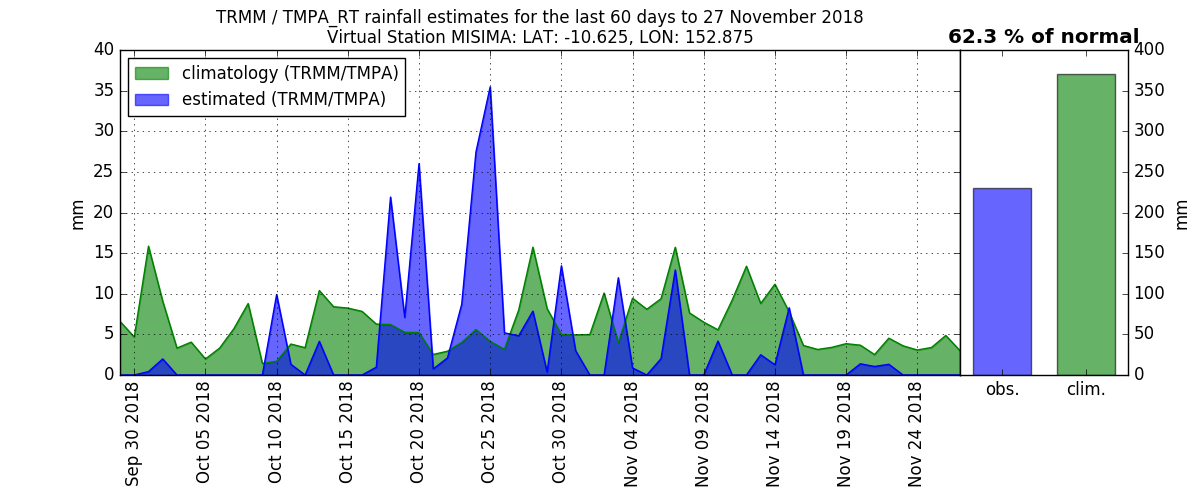 TRMM / TMPA_RT rainfall estimates for the last 60 days to 27 November 2018
Virtual Station MISIMA: LAT: -10.625, LON: 152.875
62.3 % of normal
climatology (TRMM/TMPA)
estimated (TRMM/TMPA)
40
35
30
25
20
15
10
5
0
mm
Sep 30 2018
Oct 05 2018
Oct 10 2018
Oct 15 2018
Oct 20 2018
Oct 25 2018
Oct 30 2018
Nov 04 2018
Nov 09 2018
Nov 14 2018
Nov 19 2018
Nov 24 2018
obs.
clim.
400
350
300
250
200
150
100
50
0
mm